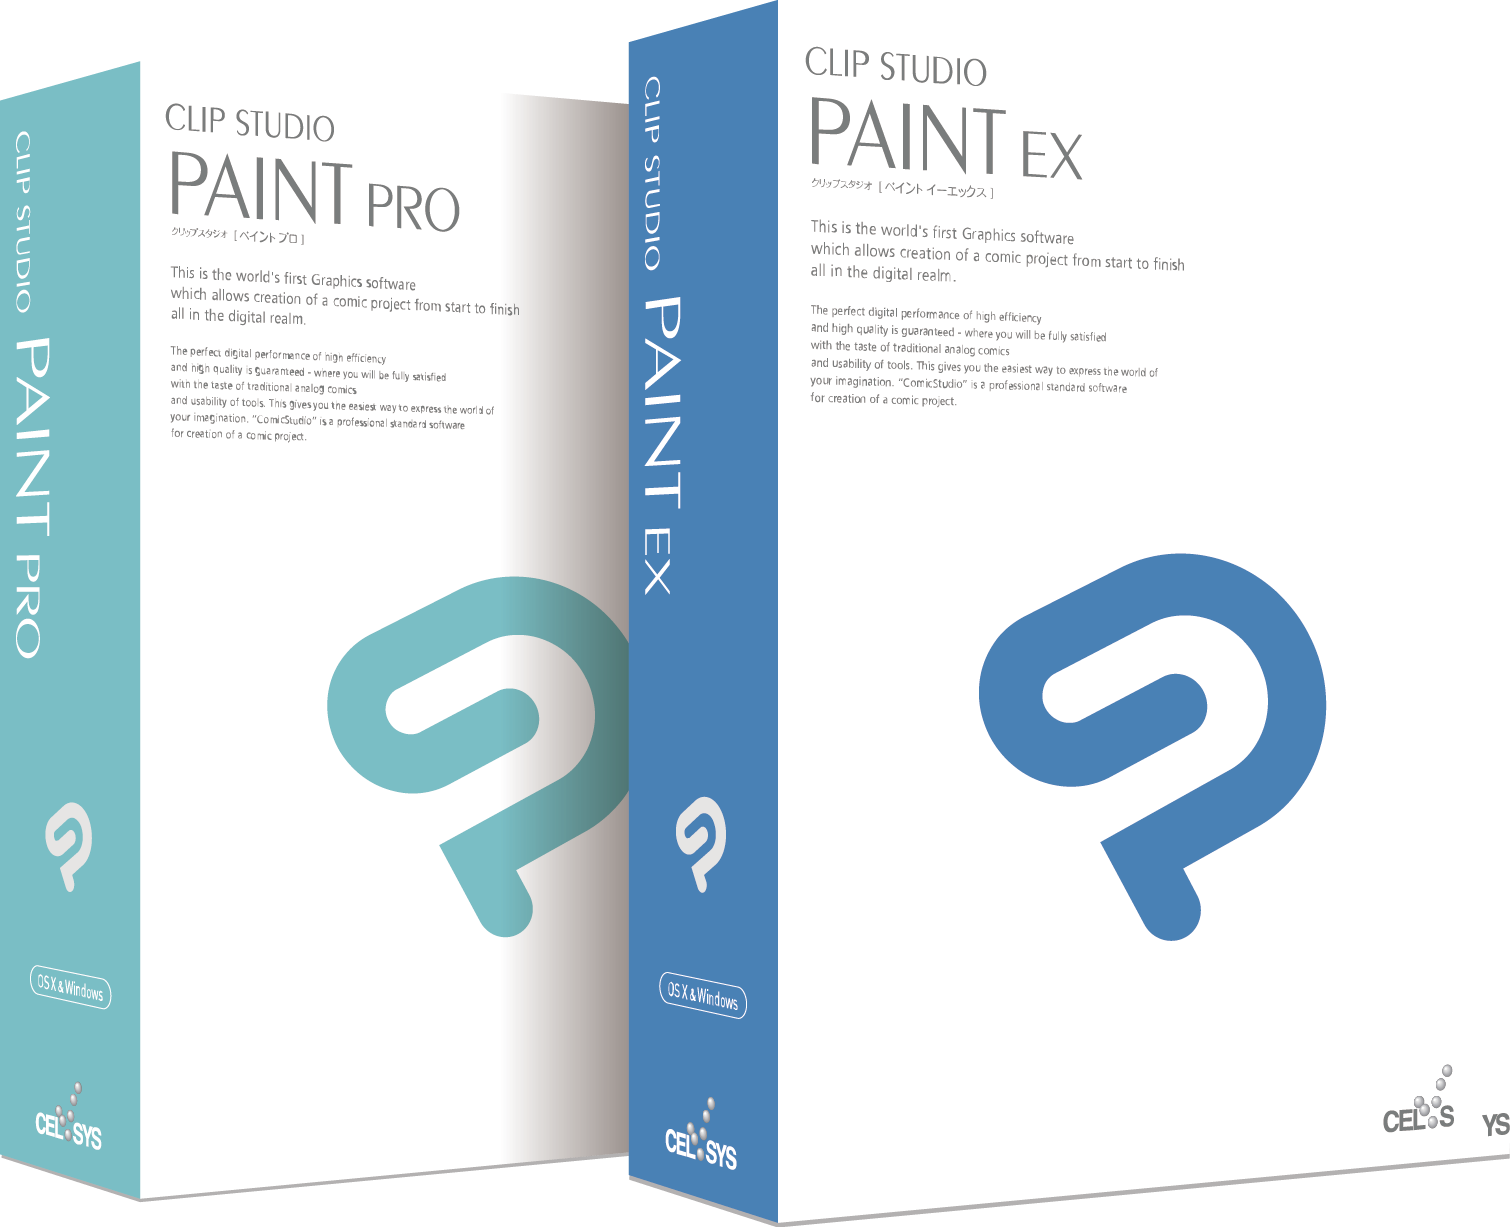 CLIP STUDIO PAINT PRO
OS X & Windows
CELSYS
CLIP STUDIO
PAINT PRO
クリップスタジオ [ ペイント プロ ]
This is the world's first Graphics software
which allows creation of a comic project from start to finish
all in the digital realm.
The perfect digital performance of high efficiency
and high quality is guaranteed - where you will be fully satisfied
with the taste of traditional analog comics
and usability of tools. This gives you the easiest way to express the world of
your imagination. "ComicStudio" is a professional standard software
for creation of a comic project.
CLIP STUDIO PAINT EX
OS X & Windows
CELSYS
CLIP STUDIO
PAINT EX
クリップスタジオ [ ペイント イーエックス ]
This is the world's first Graphics software
which allows creation of a comic project from start to finish
all in the digital realm.
The perfect digital performance of high efficiency
and high quality is guaranteed - where you will be fully satisfied
with the taste of traditional analog comics
and usability of tools. This gives you the easiest way to express the world of
your imagination. "ComicStudio" is a professional standard software
for creation of a comic project.
CELS YS